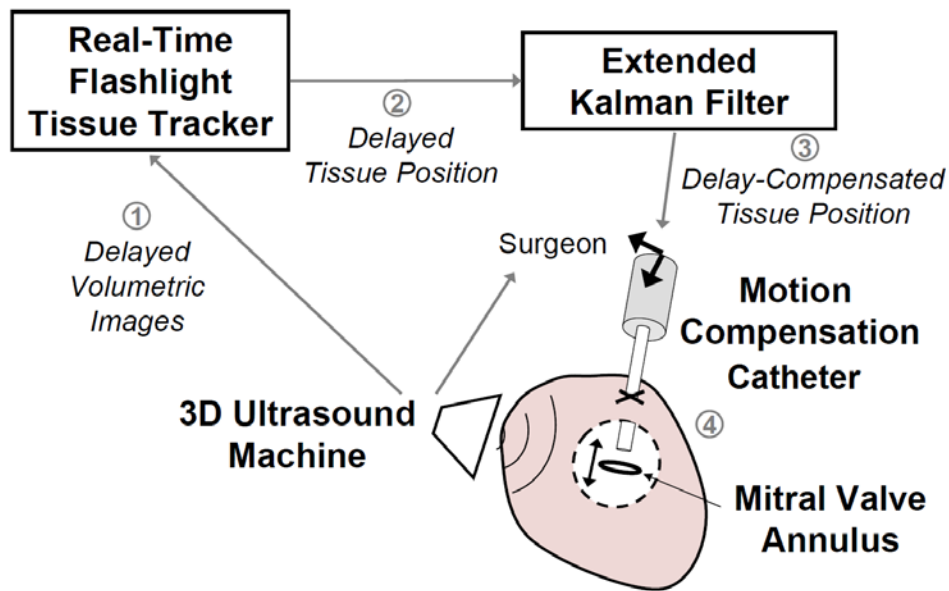 Real-Time
Flashlight
Tissue Tracker
②
Delayed
Tissue Position
Extended
Kalman Filter
③
Delay-Compensated
Tissue Position
①
Delayed
Volumetric
Images
Surgeon
Motion
Compensation
Catheter
3D Ultrasound
Machine
④
Mitral Valve
Annulus